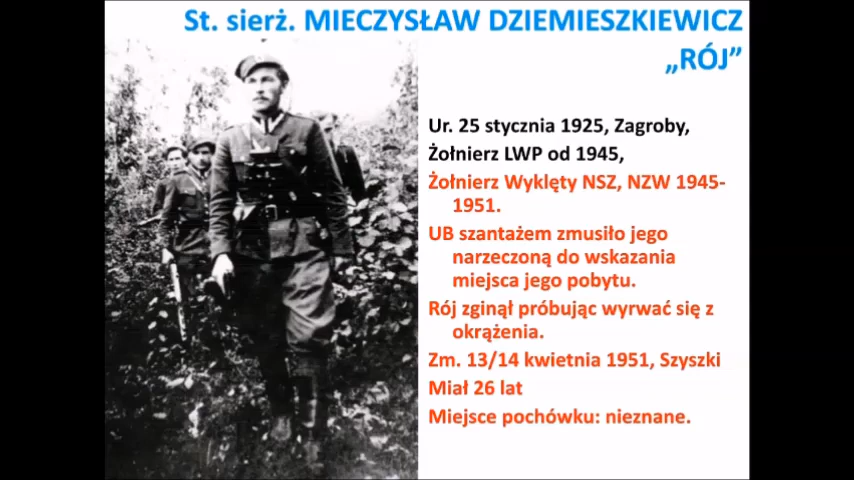 St. sierż. MIECZYSŁAW DZIEMIESZKIEWICZ
„RÓJ”
Ur. 25 stycznia 1925, Zagroby,
Żołnierz LWP od 1945,
Żołnierz Wyklęty NSZ, NZW 1945-
1951.
UB szantażem zmusiło jego
narzeczoną do wskazania
miejsca jego pobytu.
Rój zginął próbując wyrwać się z
okrążenia.
Zm. 13/14 kwietnia 1951, Szyszki
Miał 26 lat
Miejsce pochówku: nieznane.